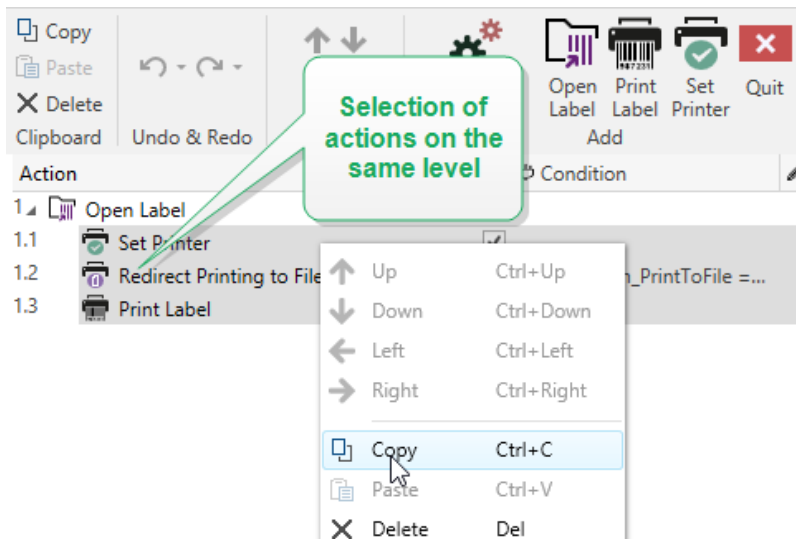 Copy
Paste
Delete
Clipboard
Undo & Redo
Open Label
Print Label
Set Printer
Quit
Add
Selection of
actions on the
same level
Action
Condition
1 Open Label
1.1 Set Printer
1.2 Redirect Printing to File
_PrintToFile =...
1.3 Print Label
Up Ctrl+Up
Down Ctrl+Down
Left Ctrl+Left
Right Ctrl+Right
Copy Ctrl+C
Paste Ctrl+V
Delete Del